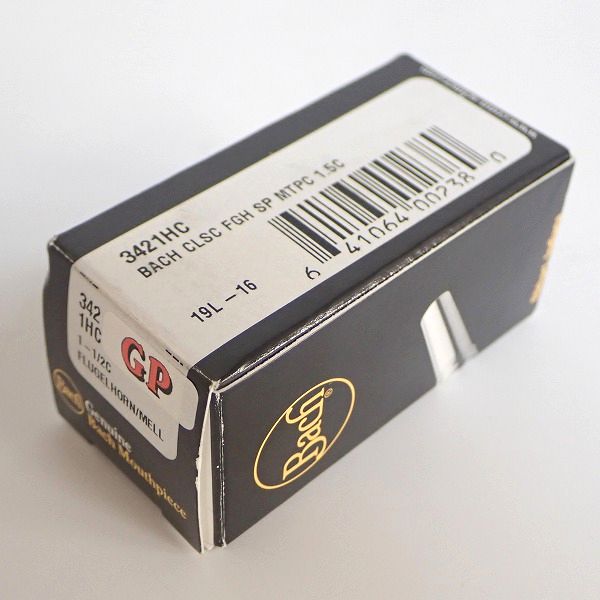 3421HC
BACH CLSC FGH SP MTPC 1.5C
19L-16
6 41064 00238 0
342
1HC
GP
1-1/2C
FLUGELHORN/MELL
Bach
Genuine
Bach Mouthpiece
Bach®